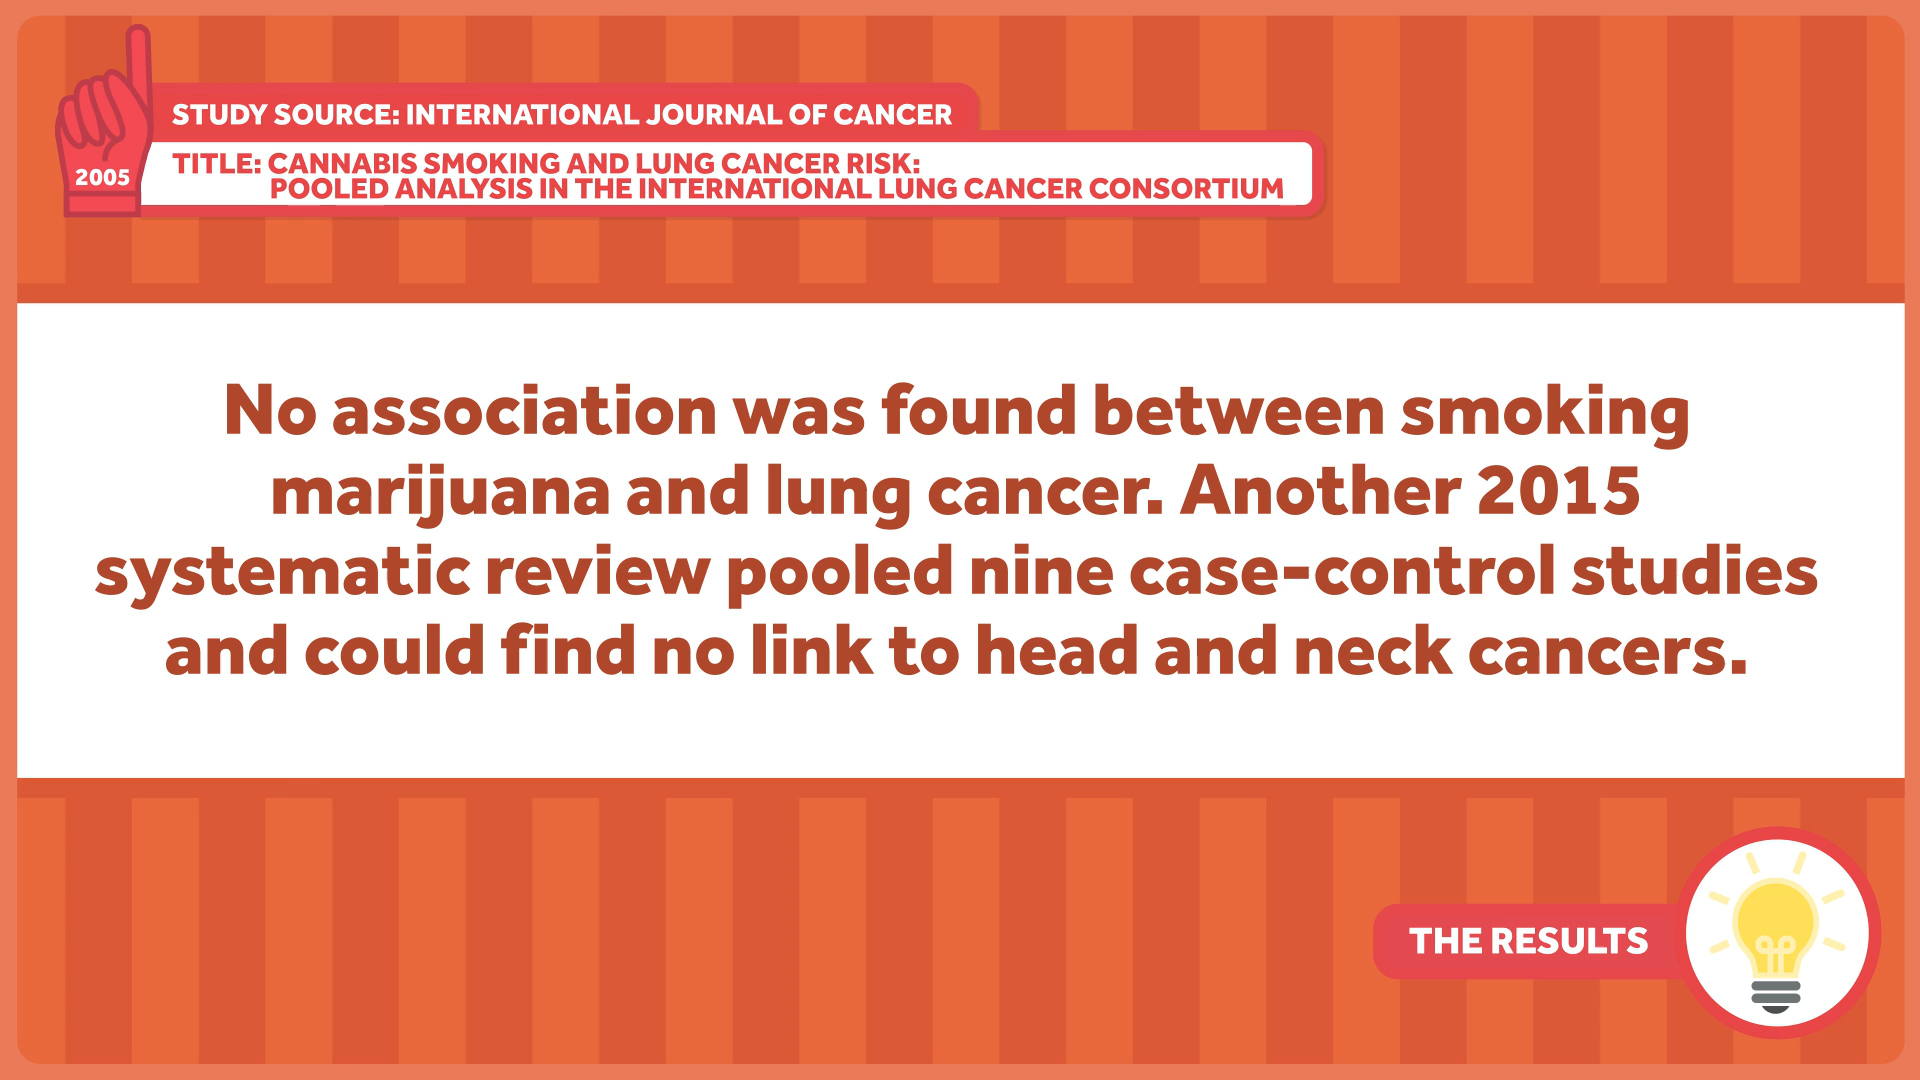 STUDY SOURCE: INTERNATIONAL JOURNAL OF CANCER
2005
TITLE: CANNABIS SMOKING AND LUNG CANCER RISK:
POOLED ANALYSIS IN THE INTERNATIONAL LUNG CANCER CONSORTIUM
No association was found between smoking
marijuana and lung cancer. Another 2015
systematic review pooled nine case-control studies
and could find no link to head and neck cancers.
THE RESULTS